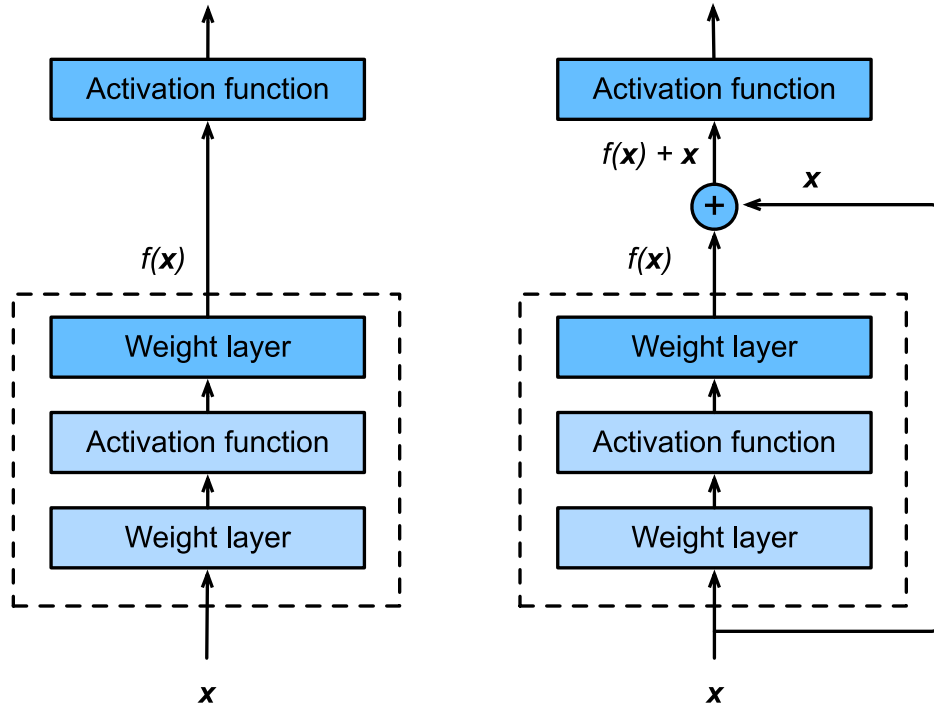 Activation function
f(x)
Weight layer
Activation function
Weight layer
x
Activation function
f(x) + x
x
+
f(x)
Weight layer
Activation function
Weight layer
x